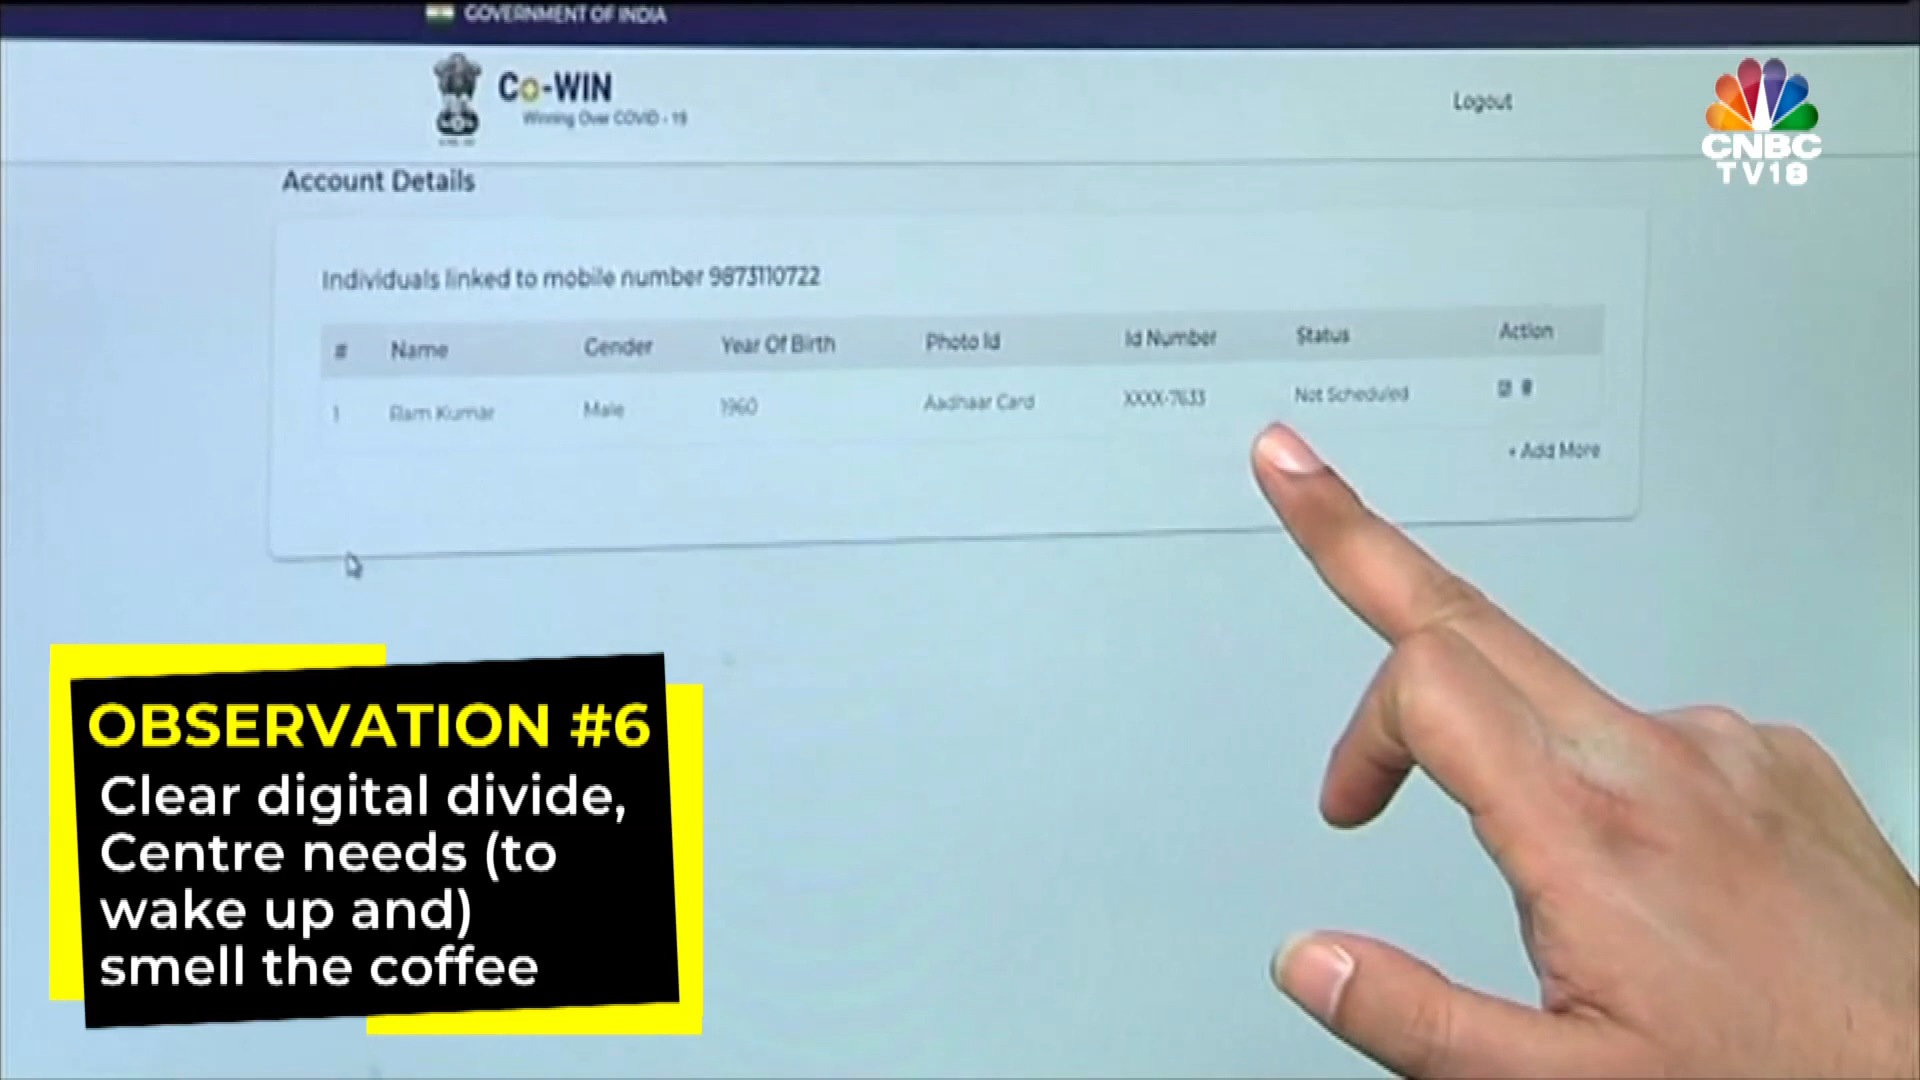 GOVERNMENT OF INDIA
Co-WIN
Winning Over COVID - 19
Logout
CNBC
TV18
Account Details
Individuals linked to mobile number 9873110722
# Name Gender Year Of Birth Photo Id Id Number Status Action
1 Ram Kumar Male 1960 Aadhaar Card XXXX-7633 Not Scheduled
+ Add More
OBSERVATION #6
Clear digital divide,
Centre needs (to
wake up and)
smell the coffee